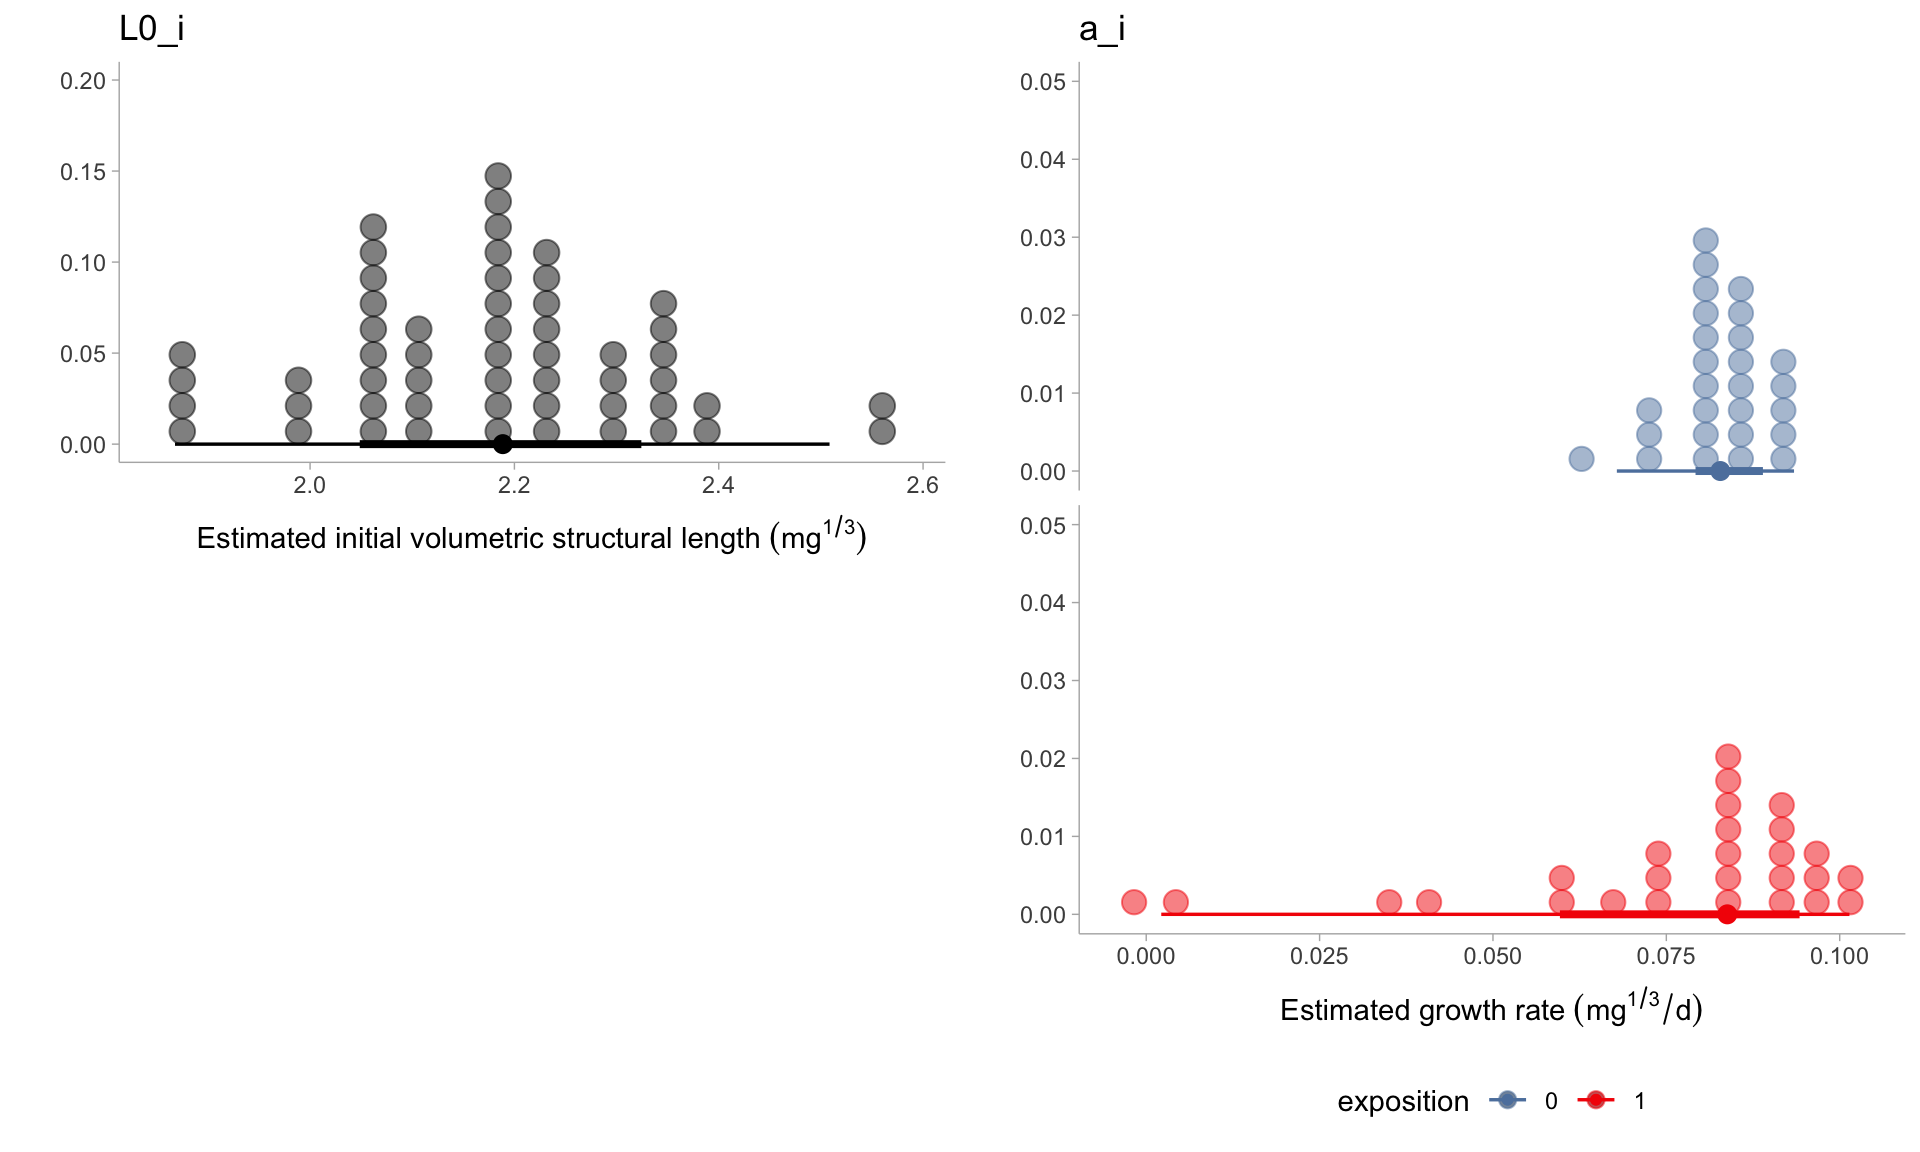 L0_i
0.20
0.15
0.10
0.05
0.00
2.0 2.2 2.4 2.6
Estimated initial volumetric structural length (mg^1/3)
a_i
0.05
0.04
0.03
0.02
0.01
0.00
0.05
0.04
0.03
0.02
0.01
0.00
0.000 0.025 0.050 0.075 0.100
Estimated growth rate (mg^1/3/d)
exposition 0 1